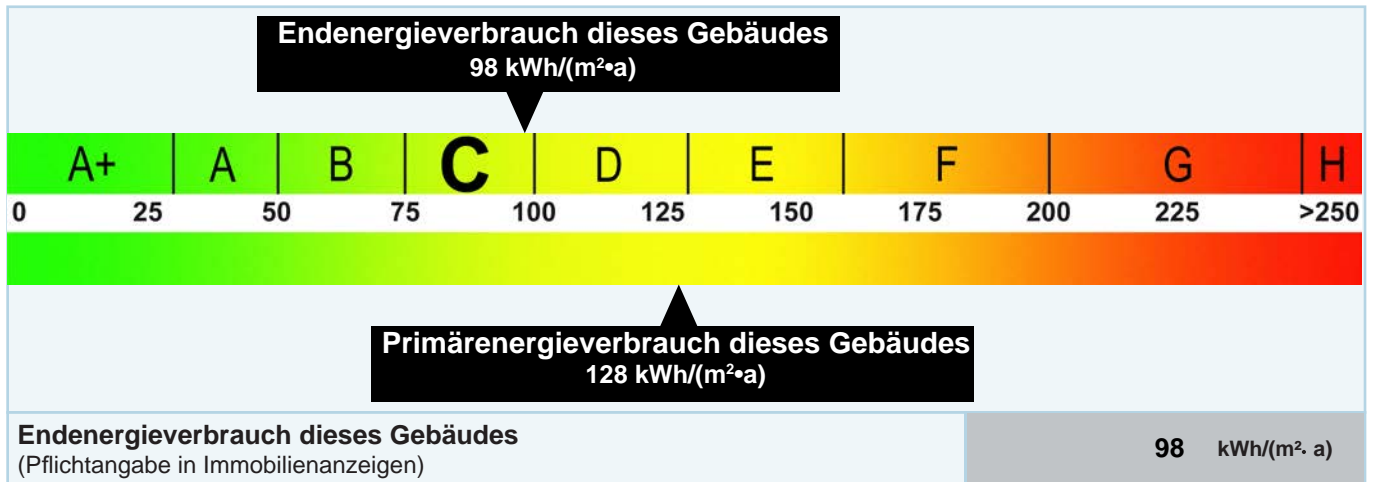 Endenergieverbrauch dieses Gebäudes
98 kWh/(m²•a)
A+ A B C D E F G H
0 25 50 75 100 125 150 175 200 225 >250
Primärenergieverbrauch dieses Gebäudes
128 kWh/(m²•a)
Endenergieverbrauch dieses Gebäudes
(Pflichtangabe in Immobilienanzeigen)
98 kWh/(m²· a)